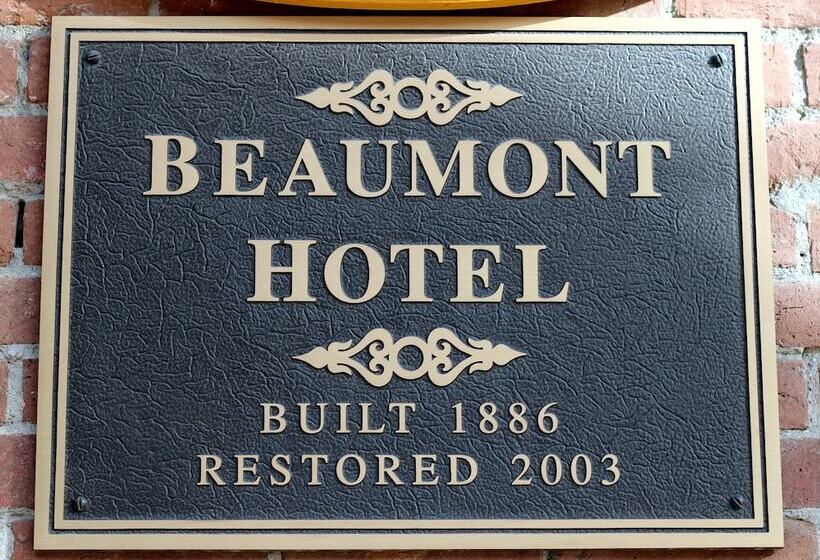 BEAUMONT
HOTEL
BUILT 1886
RESTORED 2003